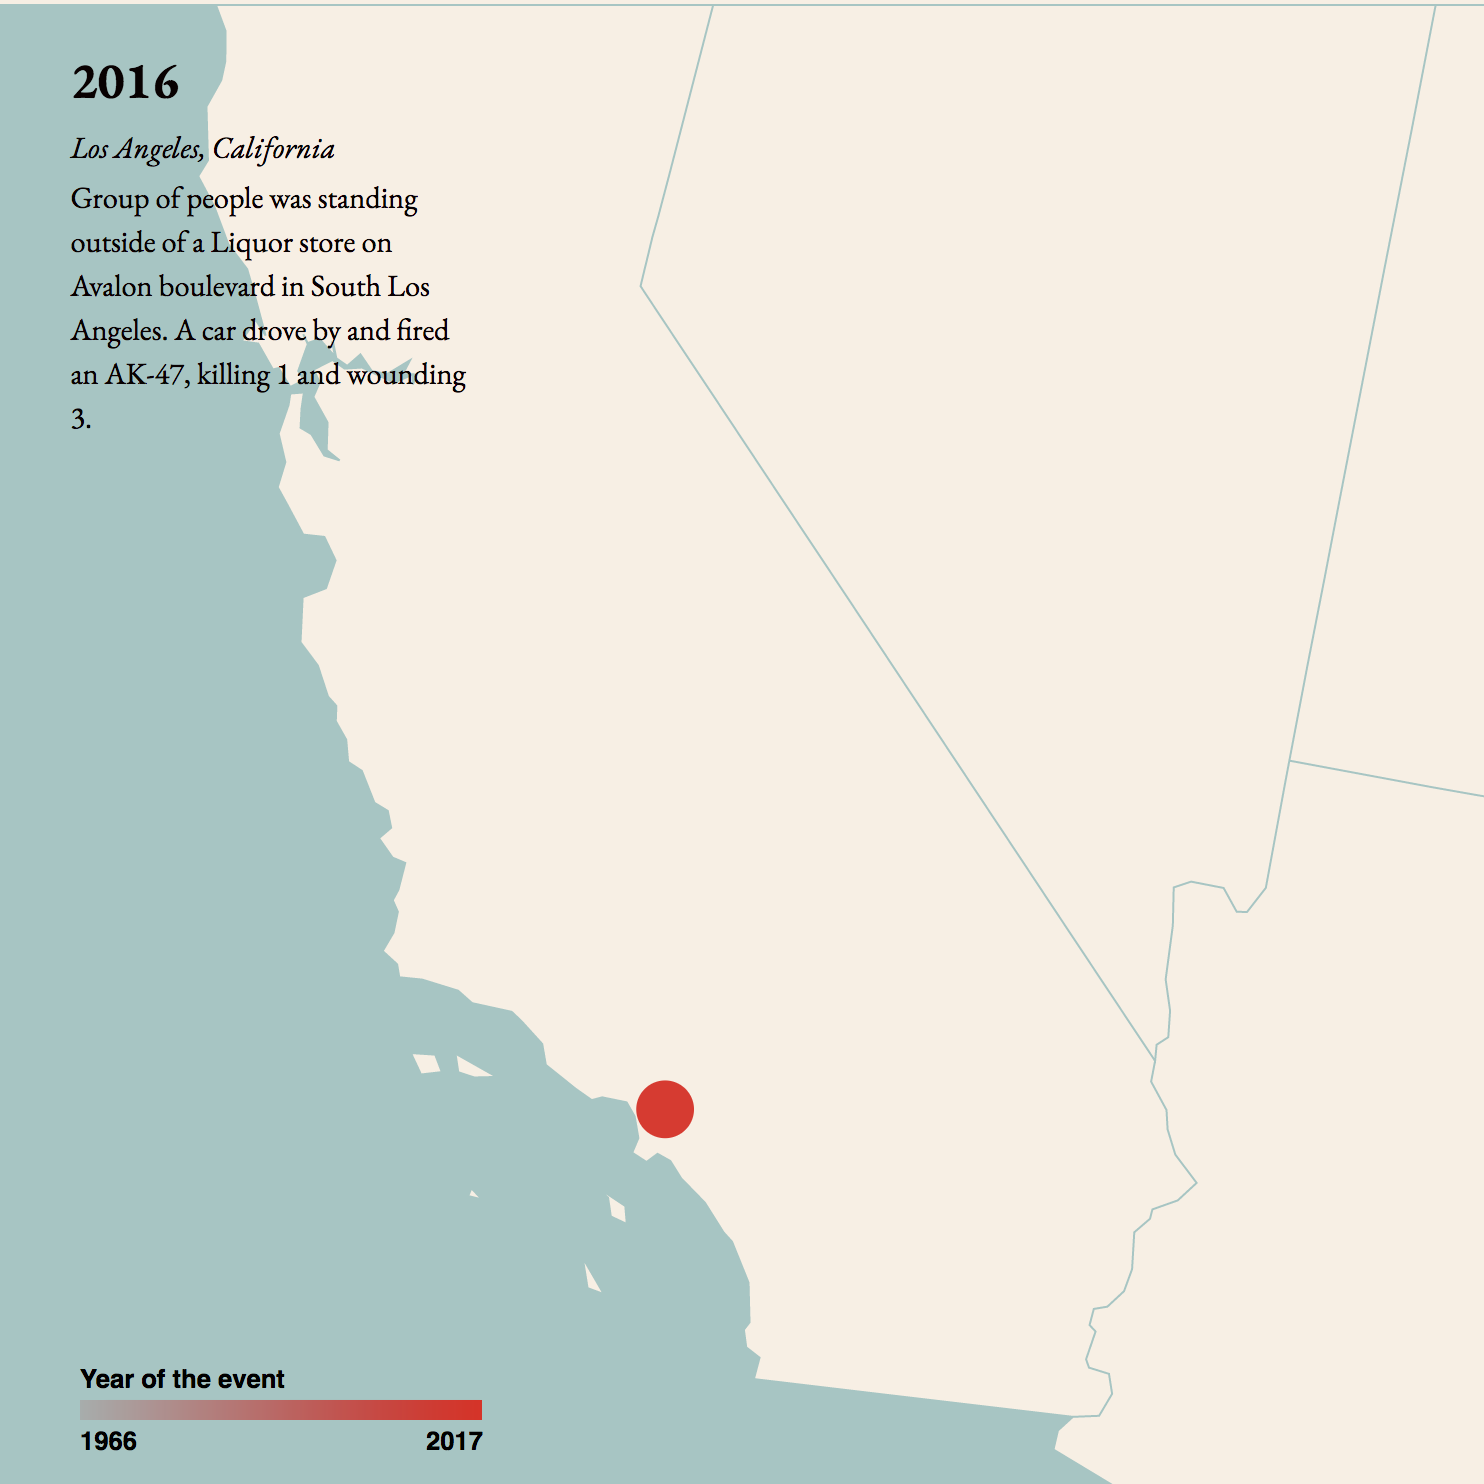 2016
Los Angeles, California
Group of people was standing
outside of a Liquor store on
Avalon boulevard in South Los
Angeles. A car drove by and fired
an AK-47, killing 1 and wounding
3.
Year of the event
1966 2017